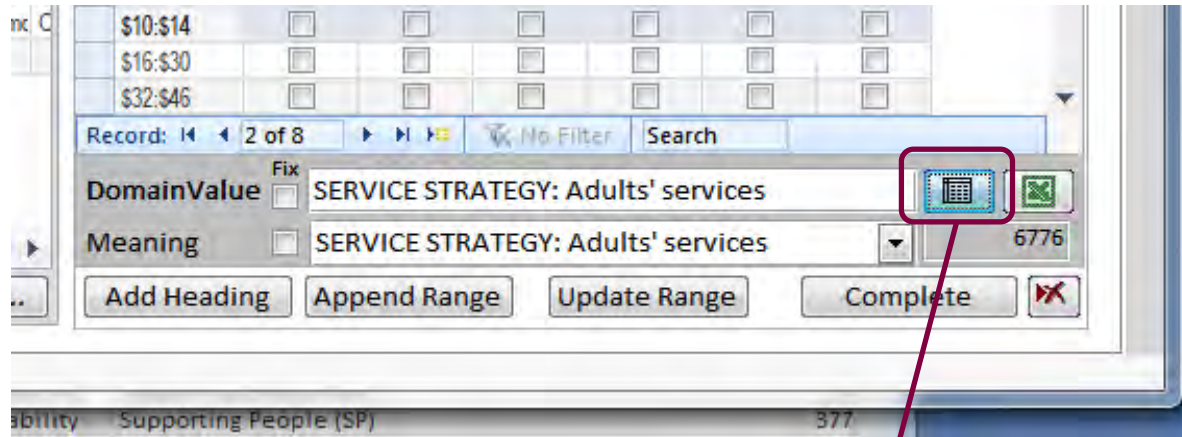 $10:$14
$16:$30
$32:$46
Record: 2 of 8 No Filter Search
Fix
DomainValue SERVICE STRATEGY: Adults' services
Meaning SERVICE STRATEGY: Adults' services 6776
.. Add Heading Append Range Update Range Complete
Supporting People (SP) 377